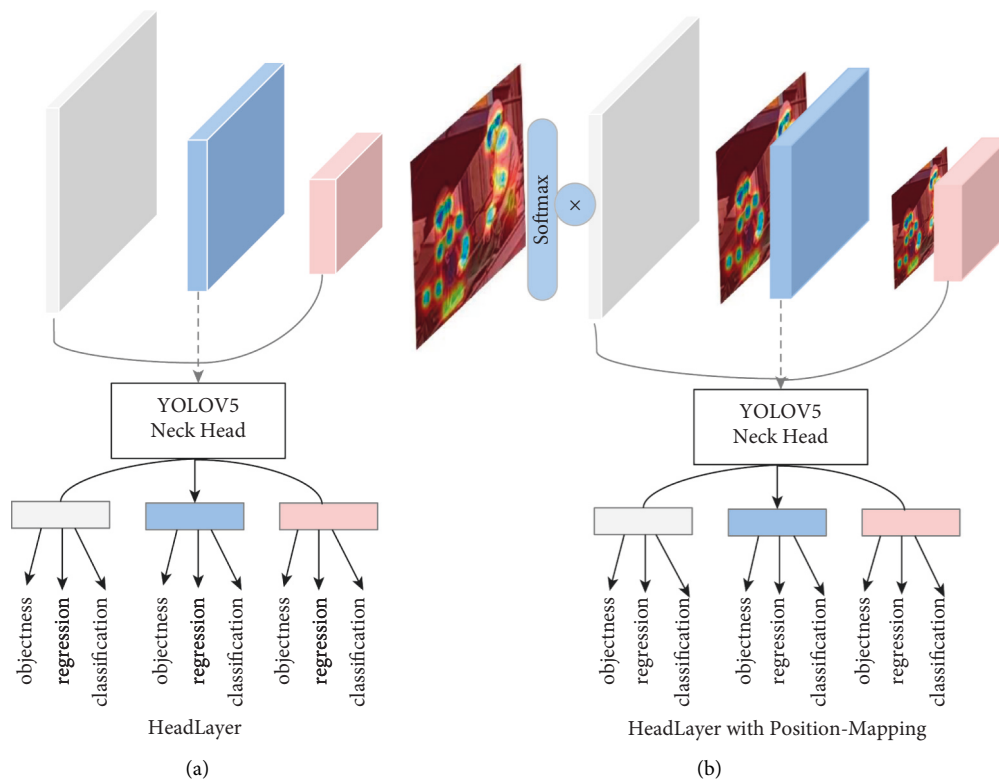 Softmax
×
YOLOV5
Neck Head
objectness
regression
classification
objectness
regression
classification
objectness
regression
classification
HeadLayer
(a)
YOLOV5
Neck Head
objectness
regression
classification
objectness
regression
classification
objectness
regression
classification
HeadLayer with Position-Mapping
(b)